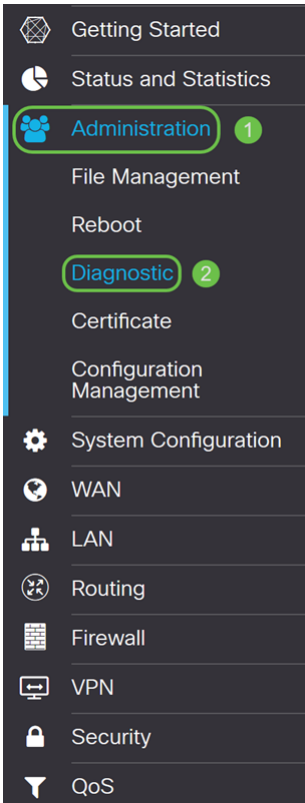 Getting Started
Status and Statistics
Administration 1
File Management
Reboot
Diagnostic 2
Certificate
Configuration
Management
System Configuration
WAN
LAN
Routing
Firewall
VPN
Security
QoS